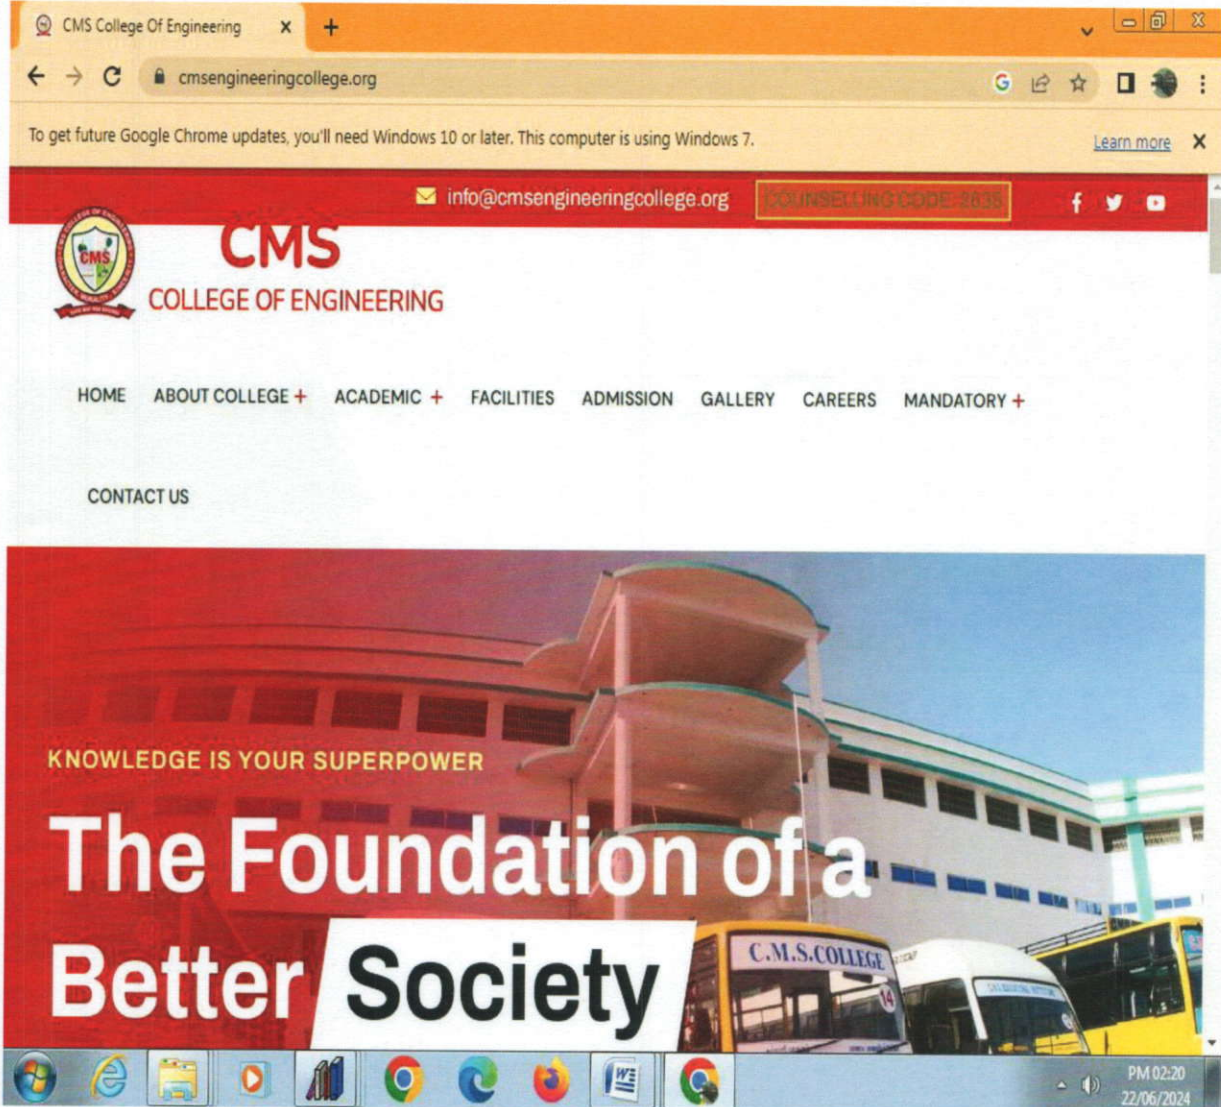 CMS College Of Engineering
cmsengineeringcollege.org
To get future Google Chrome updates, you'll need Windows 10 or later. This computer is using Windows 7.
Learn more
info@cmsengineeringcollege.org
COUNSELLING CODE:
CMS
CMS
COLLEGE OF ENGINEERING
HOME ABOUT COLLEGE + ACADEMIC + FACILITIES ADMISSION GALLERY CAREERS MANDATORY +
CONTACT US
KNOWLEDGE IS YOUR SUPERPOWER
The Foundation of a
Better Society
C.M.S.COLLEGE
14
PM 02:20
22/06/2024